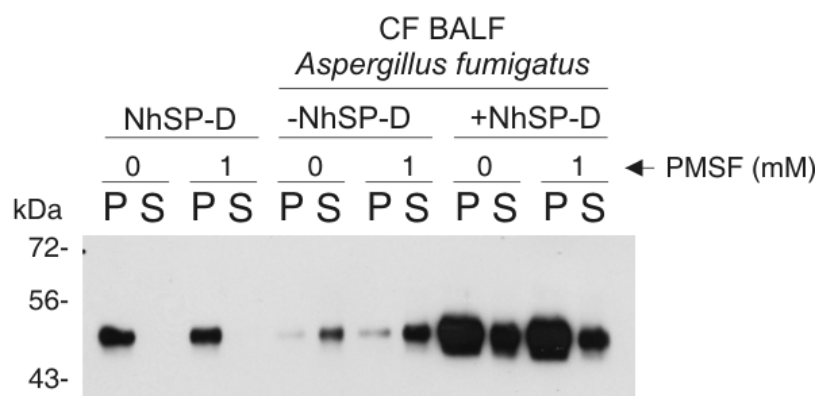 CF BALF
Aspergillus fumigatus
NhSP-D -NhSP-D +NhSP-D
0 1 0 1 0 1 ← PMSF (mM)
kDa P S P S P S P S P S P S
72-
56-
43-